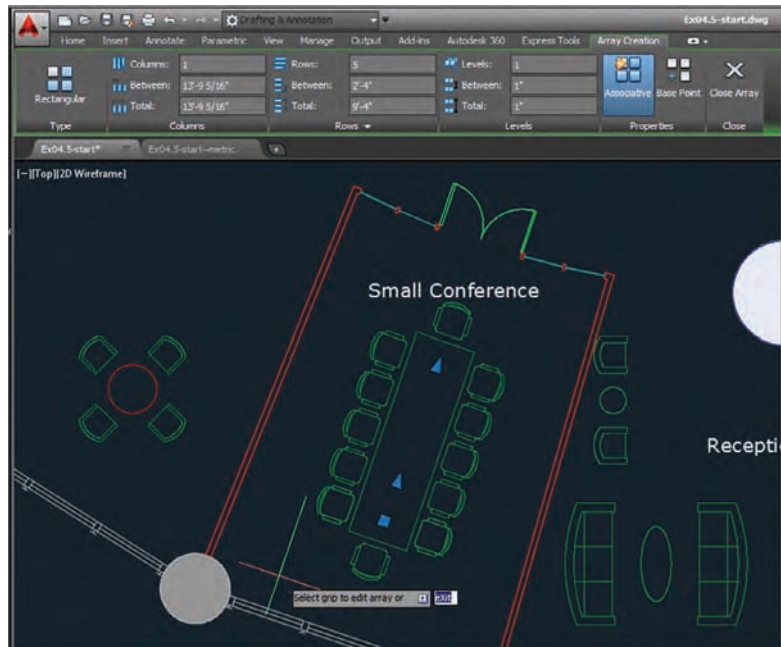 Drafting & Annotation
Ex04.5-start.dwg
Home Insert Annotate Parametric View Manage Output Add-ins Autodesk 360 Express Tools Array Creation
Columns: 1 Rows: 5 Levels: 1
Between: 13'-9 5/16" Between: 2'-4" Between: 1"
Total: 13'-9 5/16" Total: 9'-4" Total: 1"
Rectangular Associative Base Point Close Array
Type Columns Rows Levels Properties Close
Ex04.5-start* Ex04.5-start-metric
[−][Top][2D Wireframe]
Small Conference
Recepti
Select grip to edit array or eXit